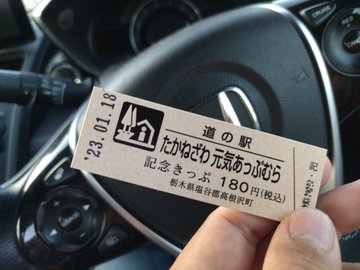 '23.01.18
道の駅
たかねざわ 元気あっぷむら
記念きっぷ 180円(税込)
栃木県塩谷郡高根沢町
CRUISE
RES